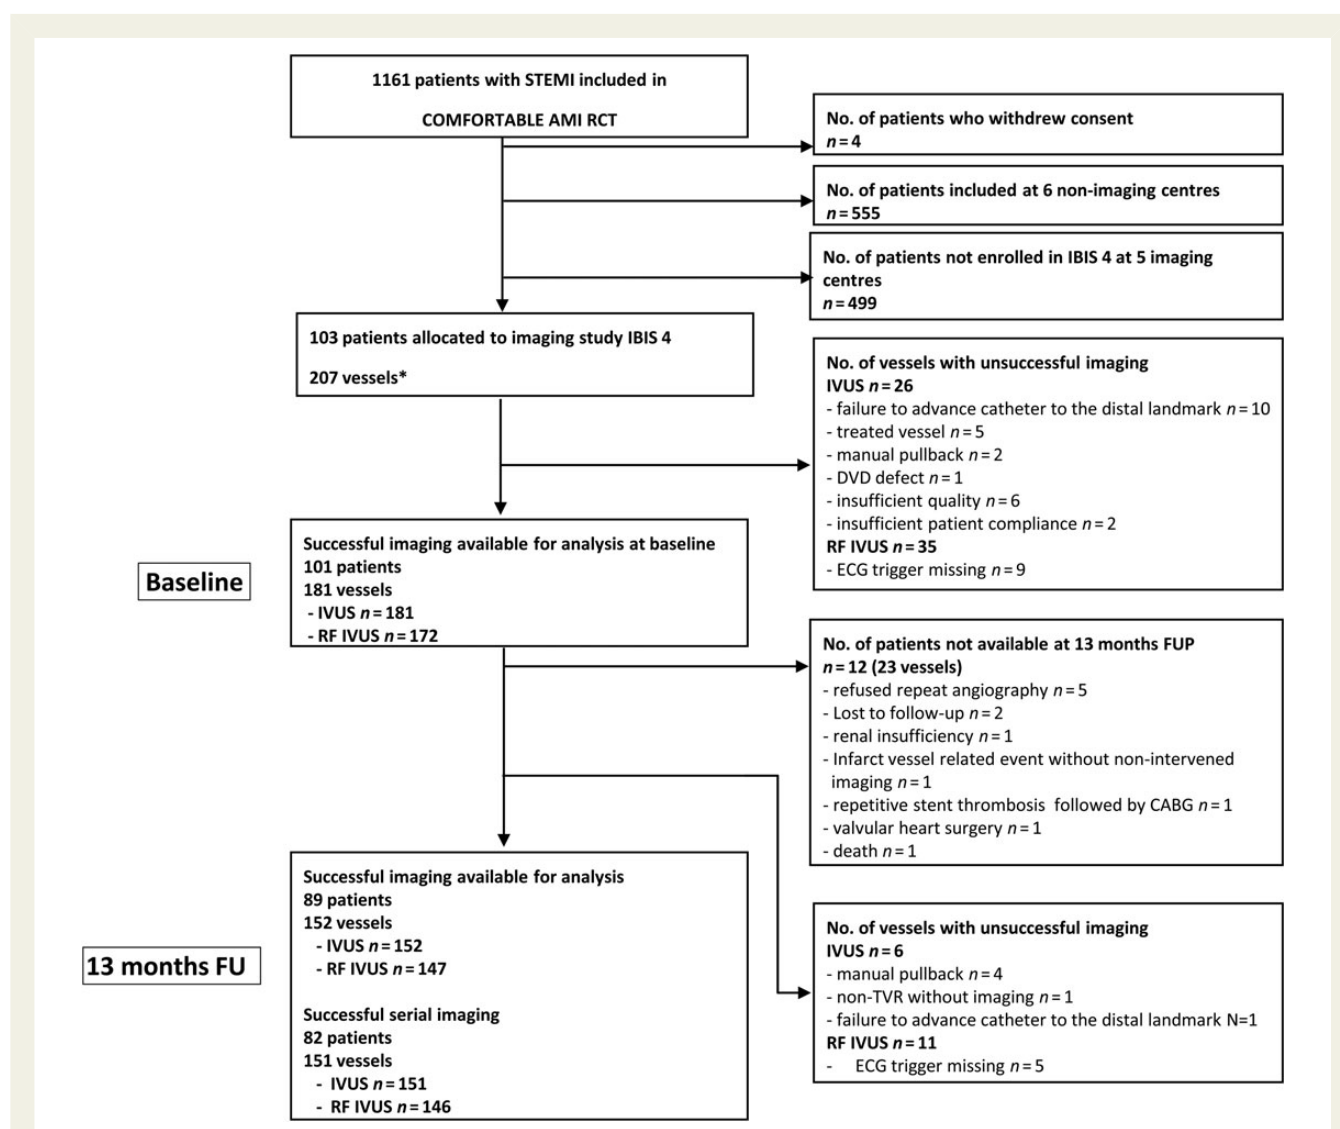 1161 patients with STEMI included in
COMFORTABLE AMI RCT
No. of patients who withdrew consent
n = 4
No. of patients included at 6 non-imaging centres
n = 555
No. of patients not enrolled in IBIS 4 at 5 imaging
centres
n = 499
103 patients allocated to imaging study IBIS 4
207 vessels*
No. of vessels with unsuccessful imaging
IVUS n = 26
- failure to advance catheter to the distal landmark n = 10
- treated vessel n = 5
- manual pullback n = 2
- DVD defect n = 1
- insufficient quality n = 6
- insufficient patient compliance n = 2
RF IVUS n = 35
- ECG trigger missing n = 9
Baseline
Successful imaging available for analysis at baseline
101 patients
181 vessels
- IVUS n = 181
- RF IVUS n = 172
No. of patients not available at 13 months FUP
n = 12 (23 vessels)
- refused repeat angiography n = 5
- Lost to follow-up n = 2
- renal insufficiency n = 1
- Infarct vessel related event without non-intervened
imaging n = 1
- repetitive stent thrombosis followed by CABG n = 1
- valvular heart surgery n = 1
- death n = 1
13 months FU
Successful imaging available for analysis
89 patients
152 vessels
- IVUS n = 152
- RF IVUS n = 147
Successful serial imaging
82 patients
151 vessels
- IVUS n = 151
- RF IVUS n = 146
No. of vessels with unsuccessful imaging
IVUS n = 6
- manual pullback n = 4
- non-TVR without imaging n = 1
- failure to advance catheter to the distal landmark N=1
RF IVUS n = 11
- ECG trigger missing n = 5